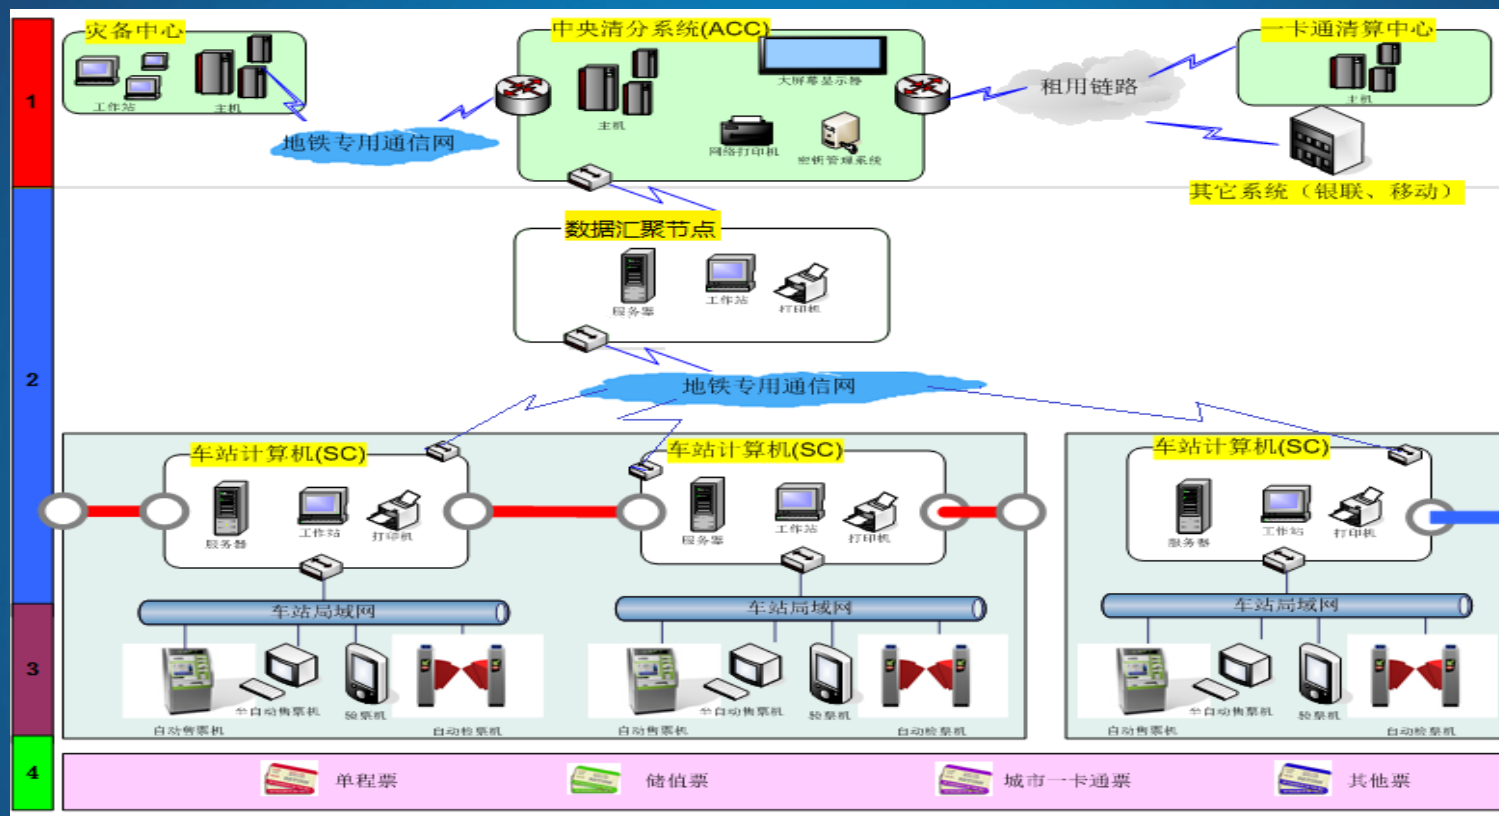 灾备中心
中央清分系统(ACC)
一卡通清算中心
大屏幕显示器
工作站
主机
主机
主机
1
租用链路
地铁专用通信网
网络打印机
密钥管理系统
其它系统（银联、移动）
数据汇聚节点
服务器
工作站
打印机
2
地铁专用通信网
车站计算机(SC)
车站计算机(SC)
车站计算机(SC)
服务器
工作站
打印机
服务器
工作站
打印机
服务器
工作站
打印机
车站局域网
车站局域网
车站局域网
3
自动售票机
半自动售票机
验票机
自动检票机
自动售票机
半自动售票机
验票机
自动检票机
自动售票机
半自动售票机
验票机
自动检票机
4
单程票
储值票
城市一卡通票
其他票